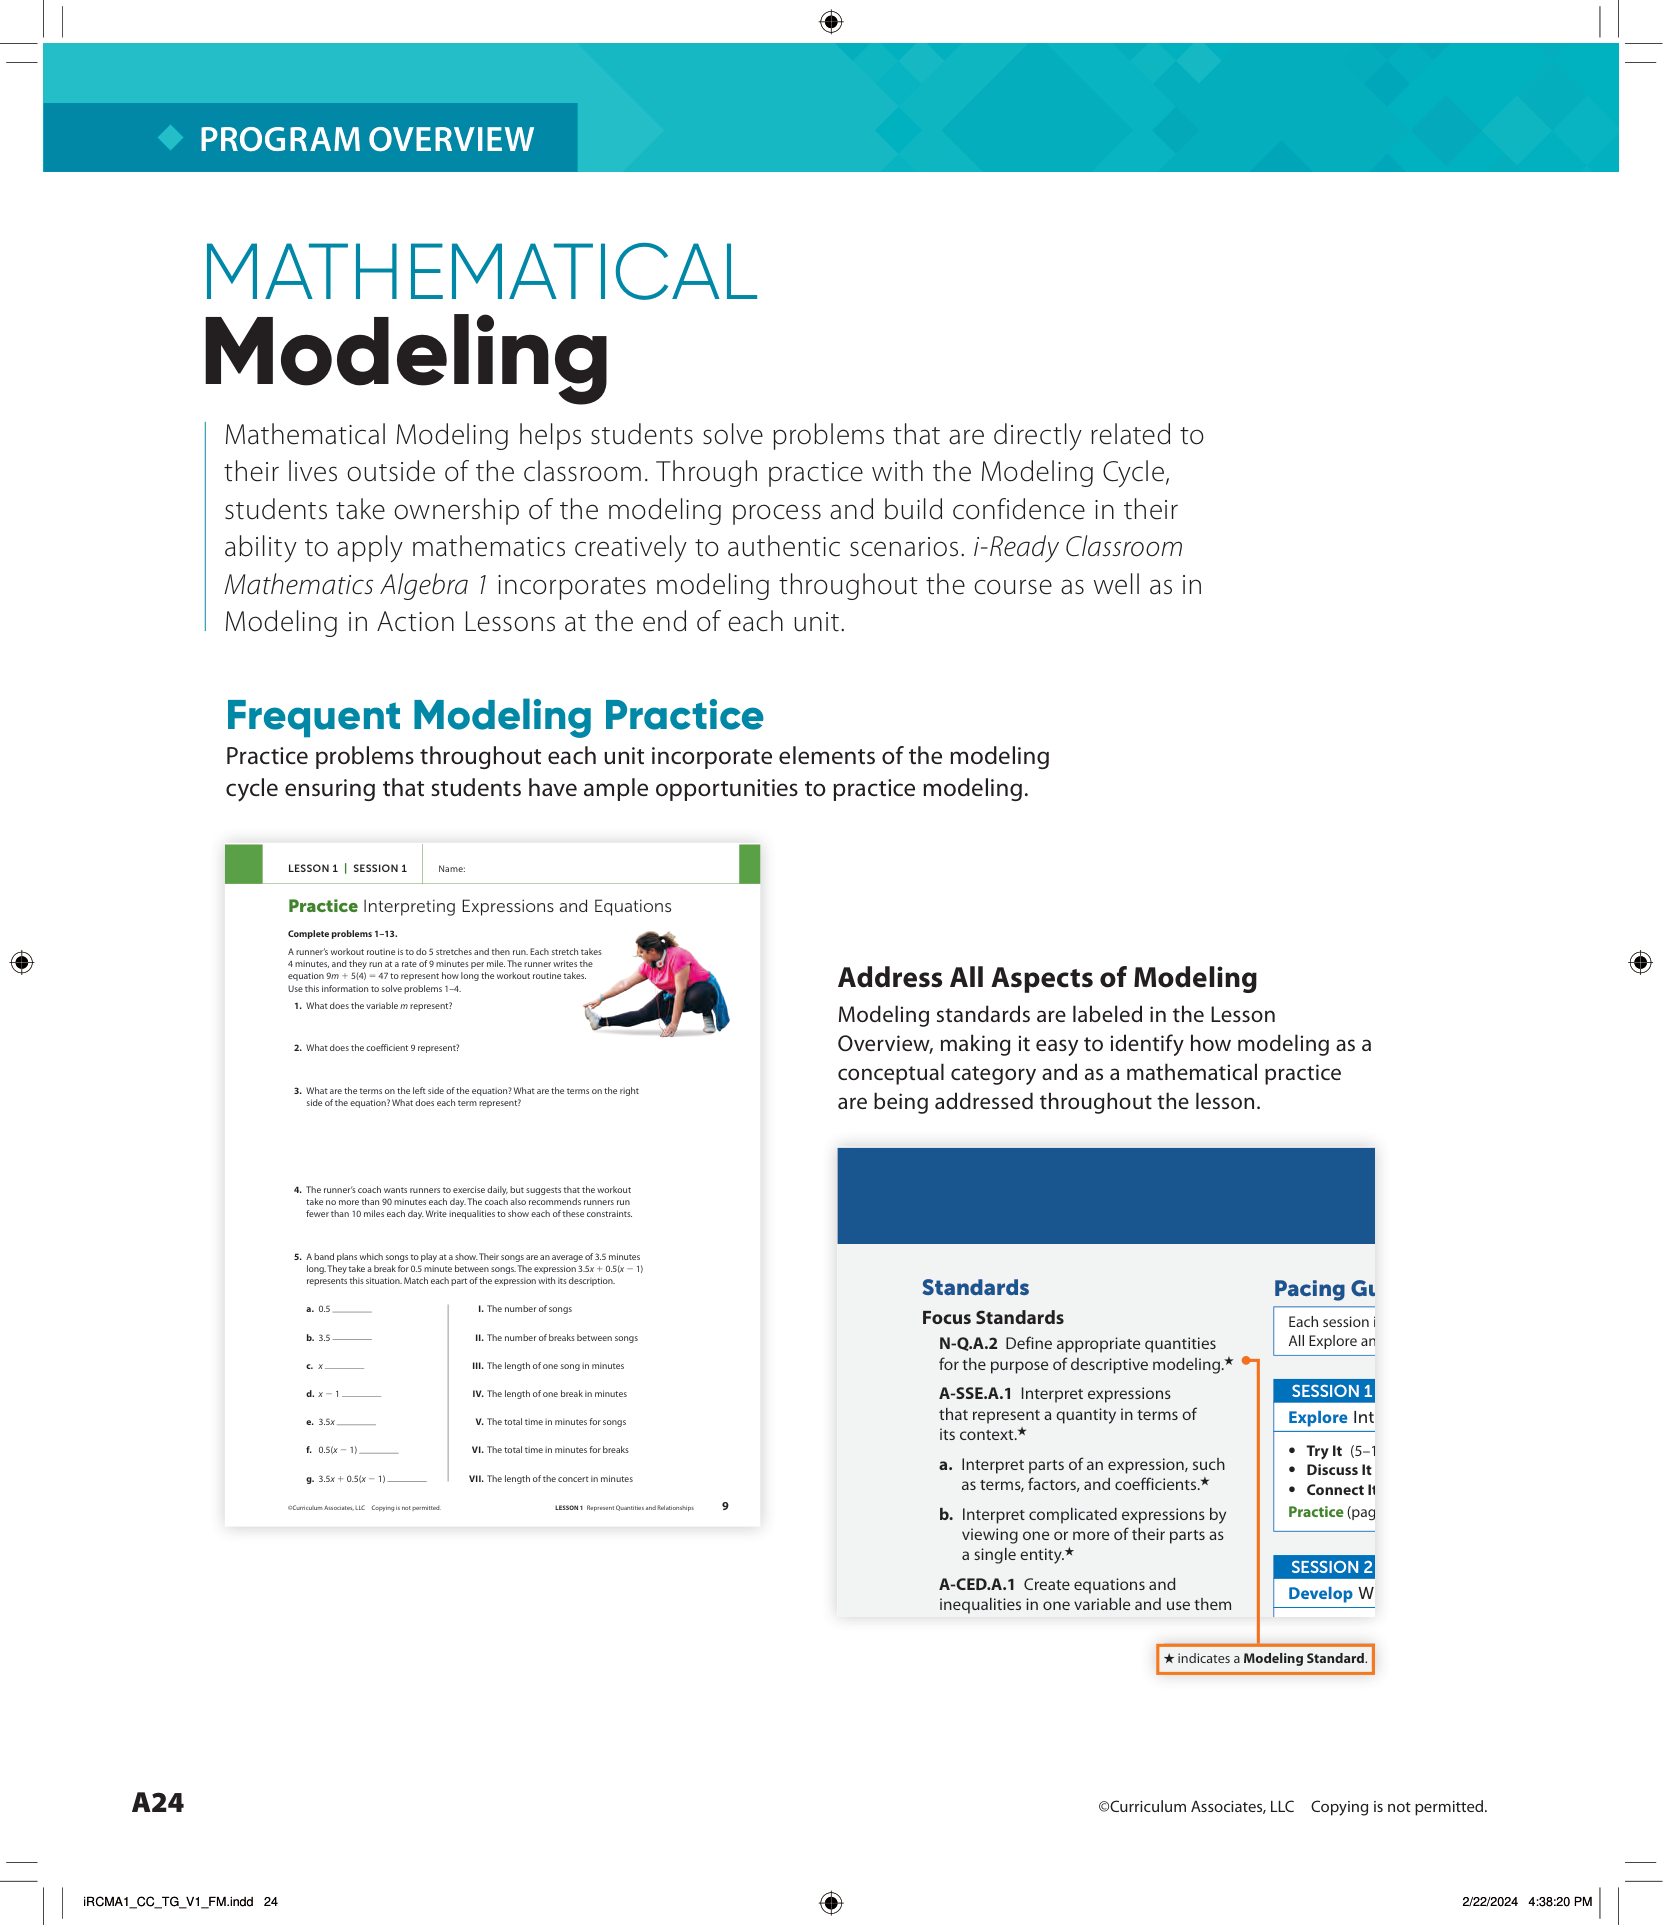 PROGRAM OVERVIEW
MATHEMATICAL
Modeling
Mathematical Modeling helps students solve problems that are directly related to
their lives outside of the classroom. Through practice with the Modeling Cycle,
students take ownership of the modeling process and build confidence in their
ability to apply mathematics creatively to authentic scenarios. i-Ready Classroom
Mathematics Algebra 1 incorporates modeling throughout the course as well as in
Modeling in Action Lessons at the end of each unit.
Frequent Modeling Practice
Practice problems throughout each unit incorporate elements of the modeling
cycle ensuring that students have ample opportunities to practice modeling.
LESSON 1 | SESSION 1 Name:
Practice Interpreting Expressions and Equations
Complete problems 1–13.
A runner's workout routine is to do 5 stretches and then run. Each stretch takes
4 minutes, and they run at a rate of 9 minutes per mile. The runner writes the
equation 9m + 5(4) = 47 to represent how long the workout routine takes.
Use this information to solve problems 1–4.
1. What does the variable m represent?
2. What does the coefficient 9 represent?
3. What are the terms on the left side of the equation? What are the terms on the right
side of the equation? What does each term represent?
4. The runner's coach wants runners to exercise daily, but suggests that the workout
take no more than 90 minutes each day. The coach also recommends runners run
fewer than 10 miles each day. Write inequalities to show each of these constraints.
5. A band plans which songs to play at a show. Their songs are an average of 3.5 minutes
long. They take a break for 0.5 minute between songs. The expression 3.5x + 0.5(x − 1)
represents this situation. Match each part of the expression with its description.
a. 0.5 ________ I. The number of songs
b. 3.5 ________ II. The number of breaks between songs
c. x ________ III. The length of one song in minutes
d. x − 1 ________ IV. The length of one break in minutes
e. 3.5x ________ V. The total time in minutes for songs
f. 0.5(x − 1) ________ VI. The total time in minutes for breaks
g. 3.5x + 0.5(x − 1) ________ VII. The length of the concert in minutes
©Curriculum Associates, LLC Copying is not permitted. LESSON 1 Represent Quantities and Relationships 9
Address All Aspects of Modeling
Modeling standards are labeled in the Lesson
Overview, making it easy to identify how modeling as a
conceptual category and as a mathematical practice
are being addressed throughout the lesson.
Standards
Focus Standards
N-Q.A.2 Define appropriate quantities
for the purpose of descriptive modeling.★
A-SSE.A.1 Interpret expressions
that represent a quantity in terms of
its context.★
a. Interpret parts of an expression, such
as terms, factors, and coefficients.★
b. Interpret complicated expressions by
viewing one or more of their parts as
a single entity.★
A-CED.A.1 Create equations and
inequalities in one variable and use them
Pacing Gu
Each session i
All Explore an
SESSION 1
Explore Int
• Try It (5–1
• Discuss It
• Connect It
Practice (pag
SESSION 2
Develop W
★ indicates a Modeling Standard.
A24
©Curriculum Associates, LLC Copying is not permitted.
iRCMA1_CC_TG_V1_FM.indd 24
2/22/2024 4:38:20 PM